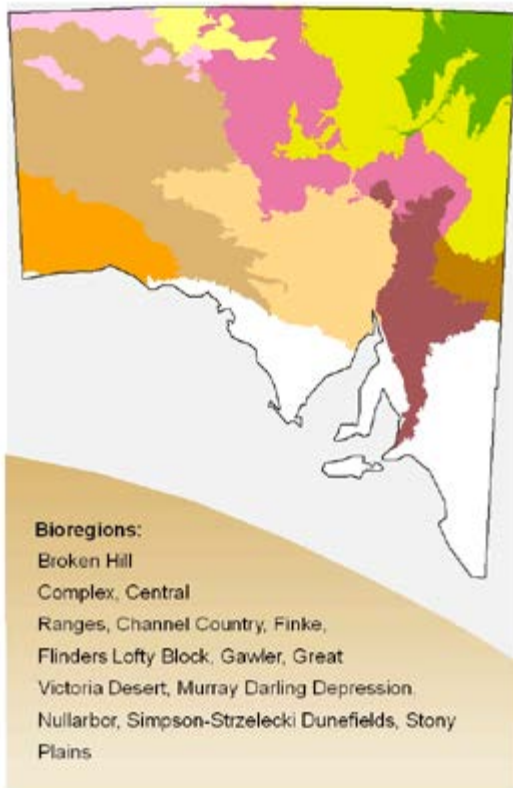 Bioregions:
Broken Hill
Complex, Central
Ranges, Channel Country, Finke,
Flinders Lofty Block, Gawler, Great
Victoria Desert, Murray Darling Depression.
Nullarbor, Simpson-Strzelecki Dunefields, Stony
Plains